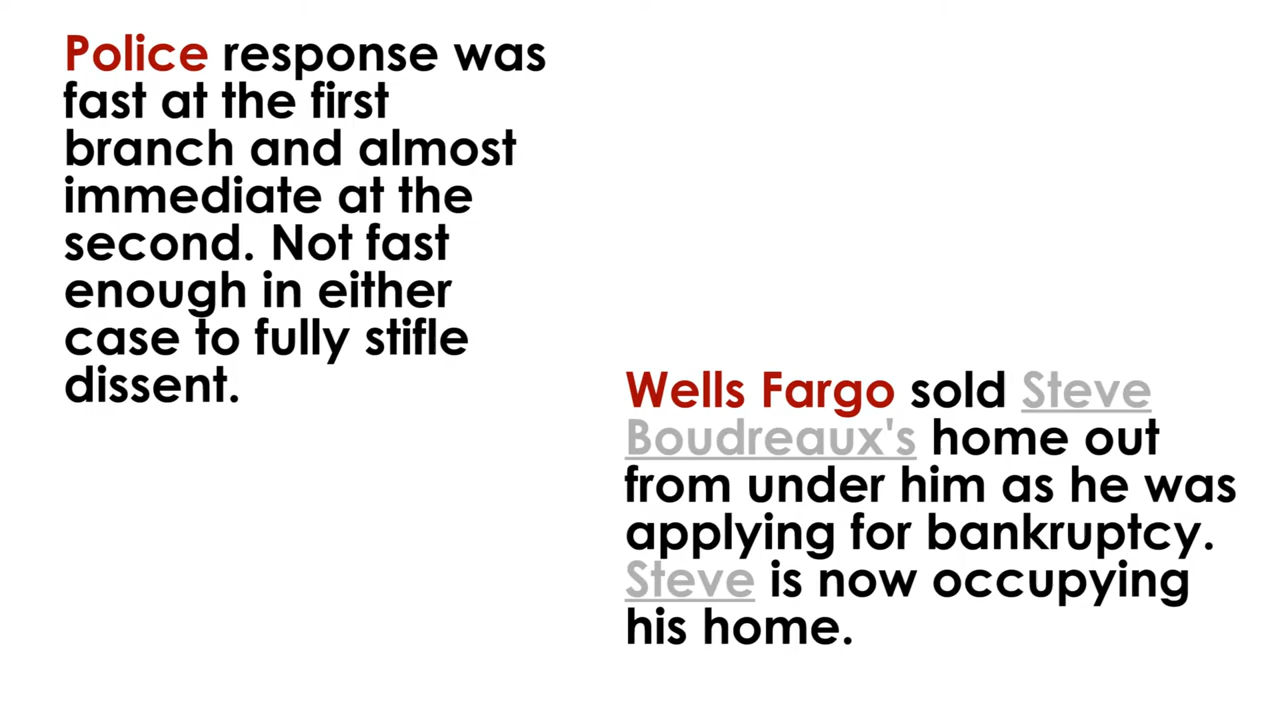 Police response was
fast at the first
branch and almost
immediate at the
second. Not fast
enough in either
case to fully stifle
dissent.
Wells Fargo sold Steve
Boudreaux's home out
from under him as he was
applying for bankruptcy.
Steve is now occupying
his home.